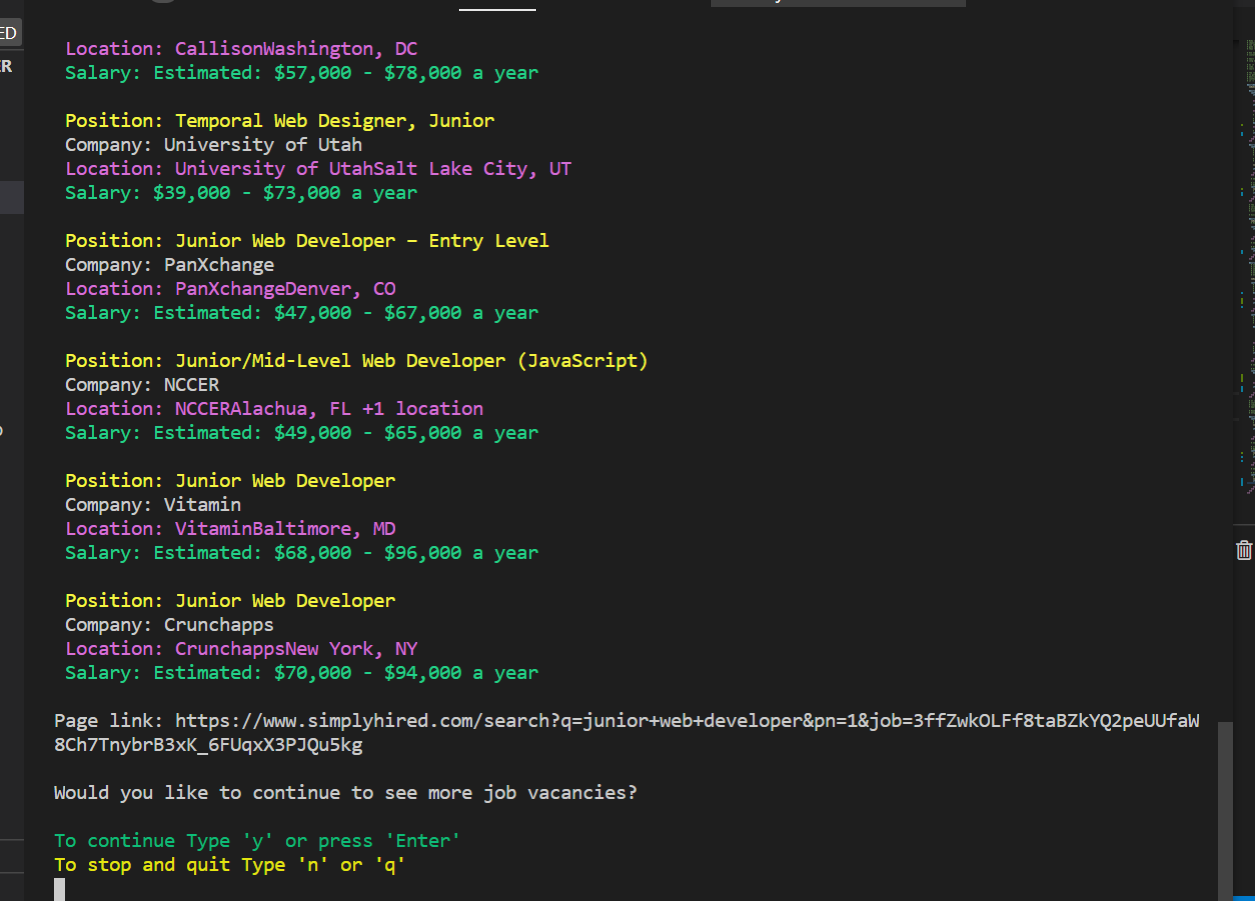 ED
ER
Location: CallisonWashington, DC
Salary: Estimated: $57,000 - $78,000 a year
Position: Temporal Web Designer, Junior
Company: University of Utah
Location: University of UtahSalt Lake City, UT
Salary: $39,000 - $73,000 a year
Position: Junior Web Developer – Entry Level
Company: PanXchange
Location: PanXchangeDenver, CO
Salary: Estimated: $47,000 - $67,000 a year
Position: Junior/Mid-Level Web Developer (JavaScript)
Company: NCCER
Location: NCCERAlachua, FL +1 location
Salary: Estimated: $49,000 - $65,000 a year
Position: Junior Web Developer
Company: Vitamin
Location: VitaminBaltimore, MD
Salary: Estimated: $68,000 - $96,000 a year
Position: Junior Web Developer
Company: Crunchapps
Location: CrunchappsNew York, NY
Salary: Estimated: $70,000 - $94,000 a year
Page link: https://www.simplyhired.com/search?q=junior+web+developer&pn=1&job=3ffZwkOLFf8taBZkYQ2peUUfaW
8Ch7TnybrB3xK_6FUqxX3PJQu5kg
Would you like to continue to see more job vacancies?
To continue Type 'y' or press 'Enter'
To stop and quit Type 'n' or 'q'